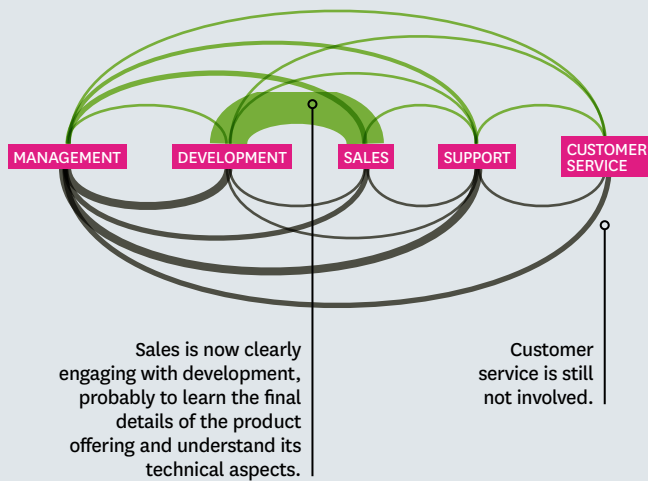 MANAGEMENT
DEVELOPMENT
SALES
SUPPORT
CUSTOMER
SERVICE
Sales is now clearly
engaging with development,
probably to learn the final
details of the product
offering and understand its
technical aspects.
Customer
service is still
not involved.